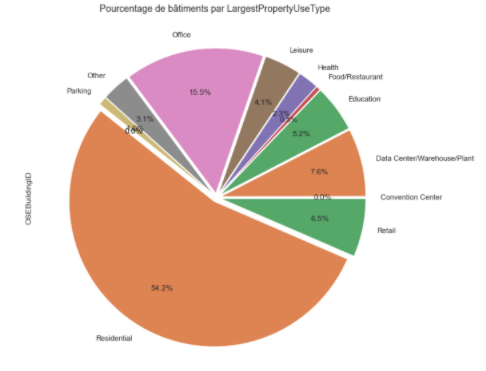 Pourcentage de bâtiments par LargestPropertyUseType
Office
Leisure
Health
Food/Restaurant
Education
Data Center/Warehouse/Plant
Convention Center
Retail
Residential
Parking
Other
OSEBuildingID
15.5%
4.1%
5.2%
7.6%
0.0%
6.5%
54.2%
3.1%